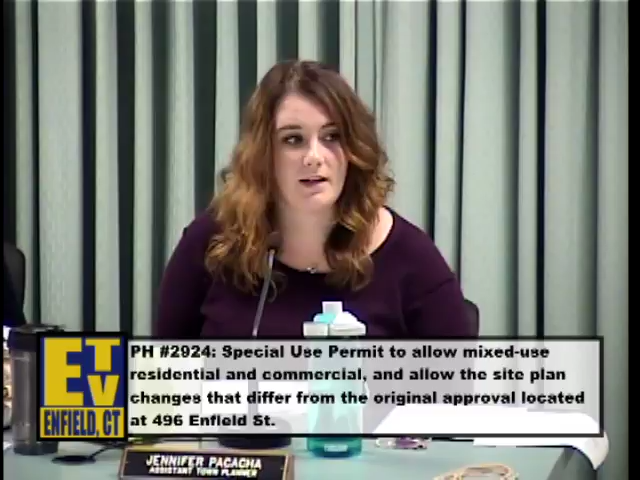 ETV
ENFIELD, CT
PH #2924: Special Use Permit to allow mixed-use
residential and commercial, and allow the site plan
changes that differ from the original approval located
at 496 Enfield St.
JENNIFER PACACHA
ASSISTANT TOWN PLANNER